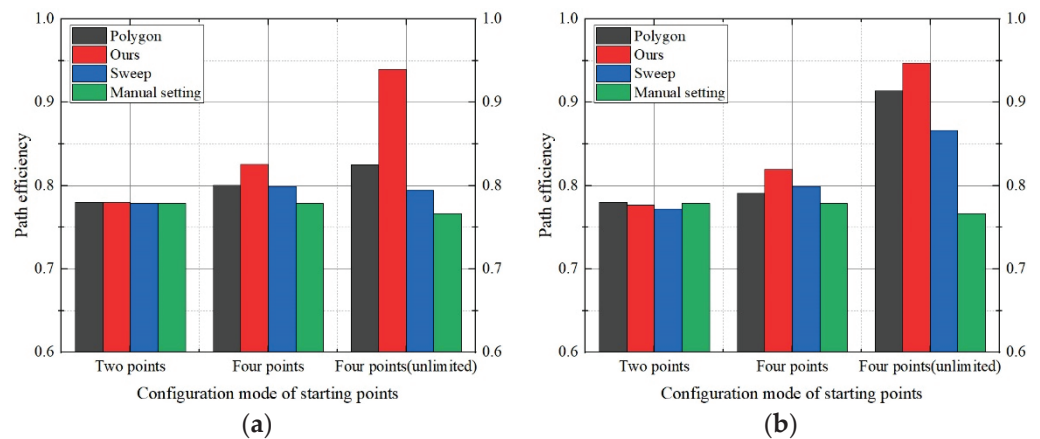 1.0
0.9
0.8
0.7
0.6
1.0
0.9
0.8
0.7
0.6
Path efficiency
Polygon
Ours
Sweep
Manual setting
Two points
Four points
Four points(unlimited)
Configuration mode of starting points
(a)
1.0
0.9
0.8
0.7
0.6
1.0
0.9
0.8
0.7
0.6
Path efficiency
Polygon
Ours
Sweep
Manual setting
Two points
Four points
Four points(unlimited)
Configuration mode of starting points
(b)